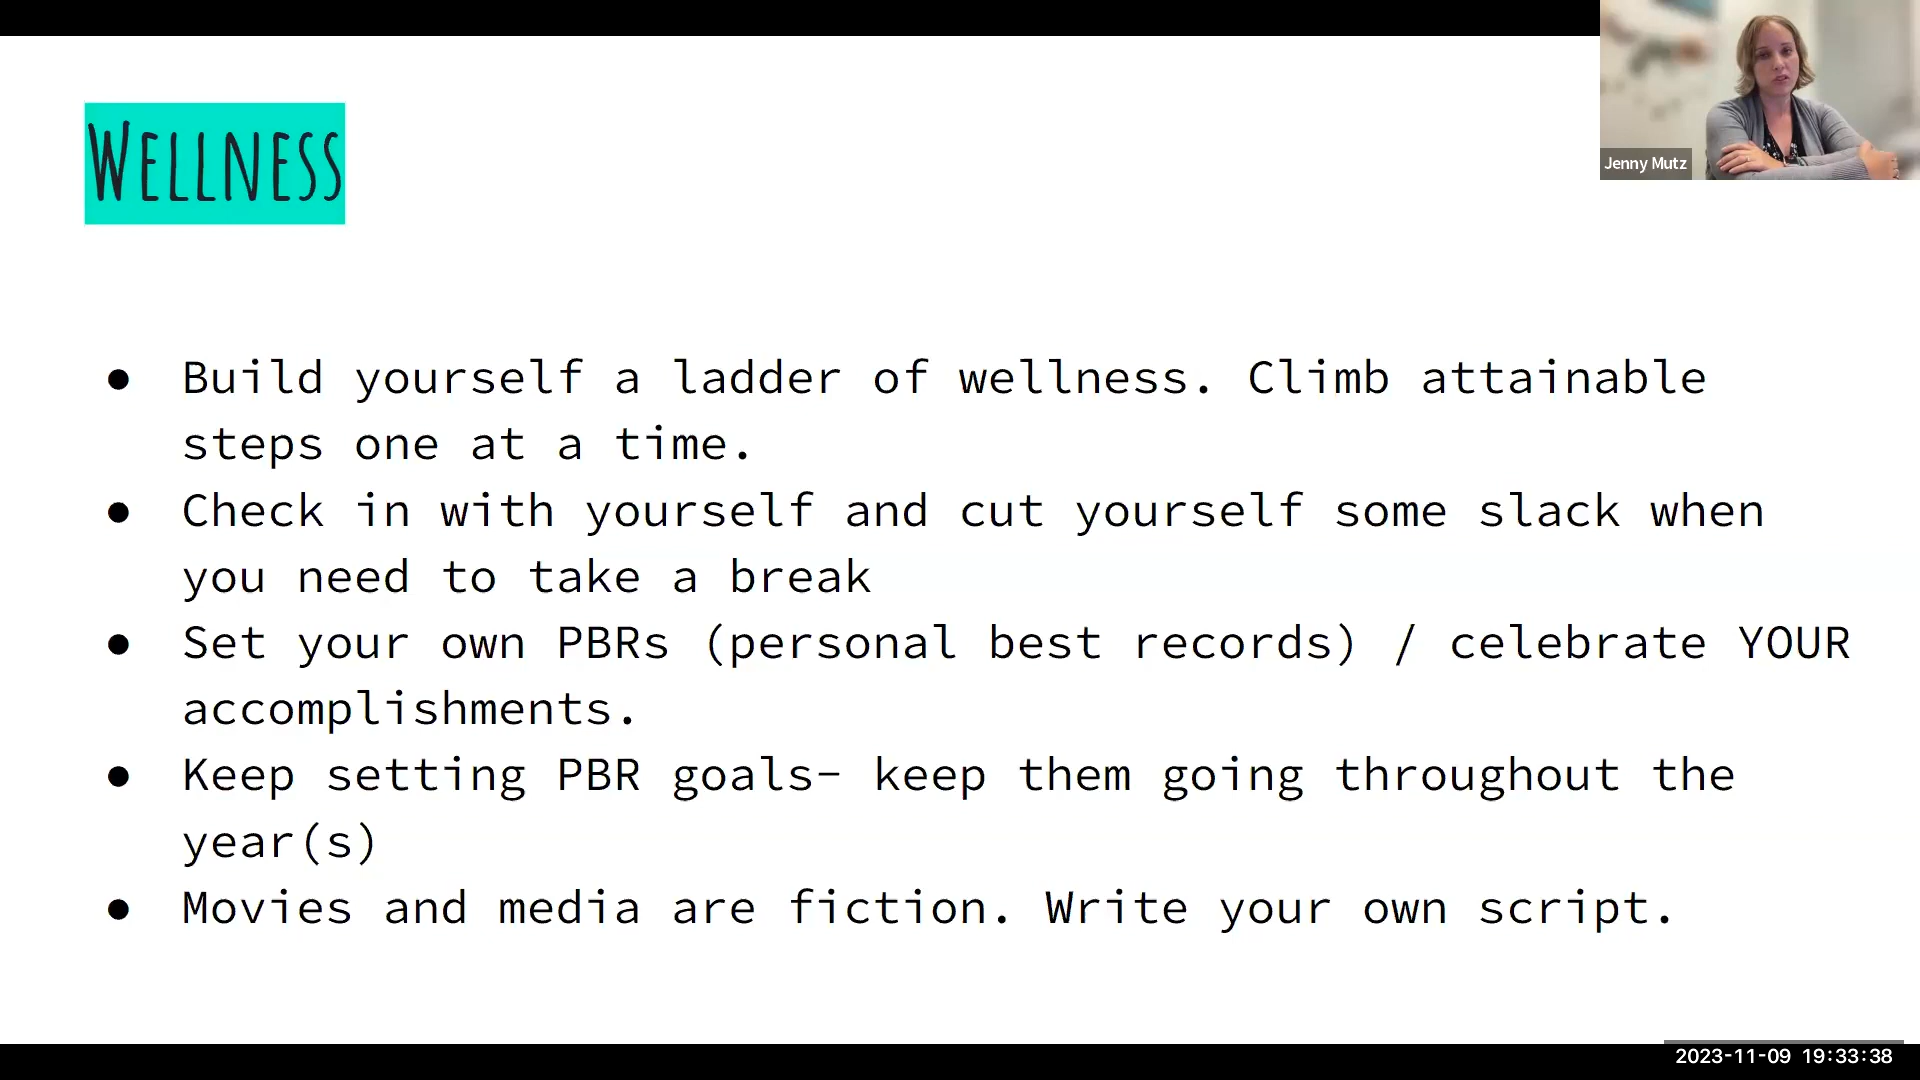 Wellness
Jenny Mutz
● Build yourself a ladder of wellness. Climb attainable
steps one at a time.
● Check in with yourself and cut yourself some slack when
you need to take a break
● Set your own PBRs (personal best records) / celebrate YOUR
accomplishments.
● Keep setting PBR goals- keep them going throughout the
year(s)
● Movies and media are fiction. Write your own script.
2023-11-09 19:33:38